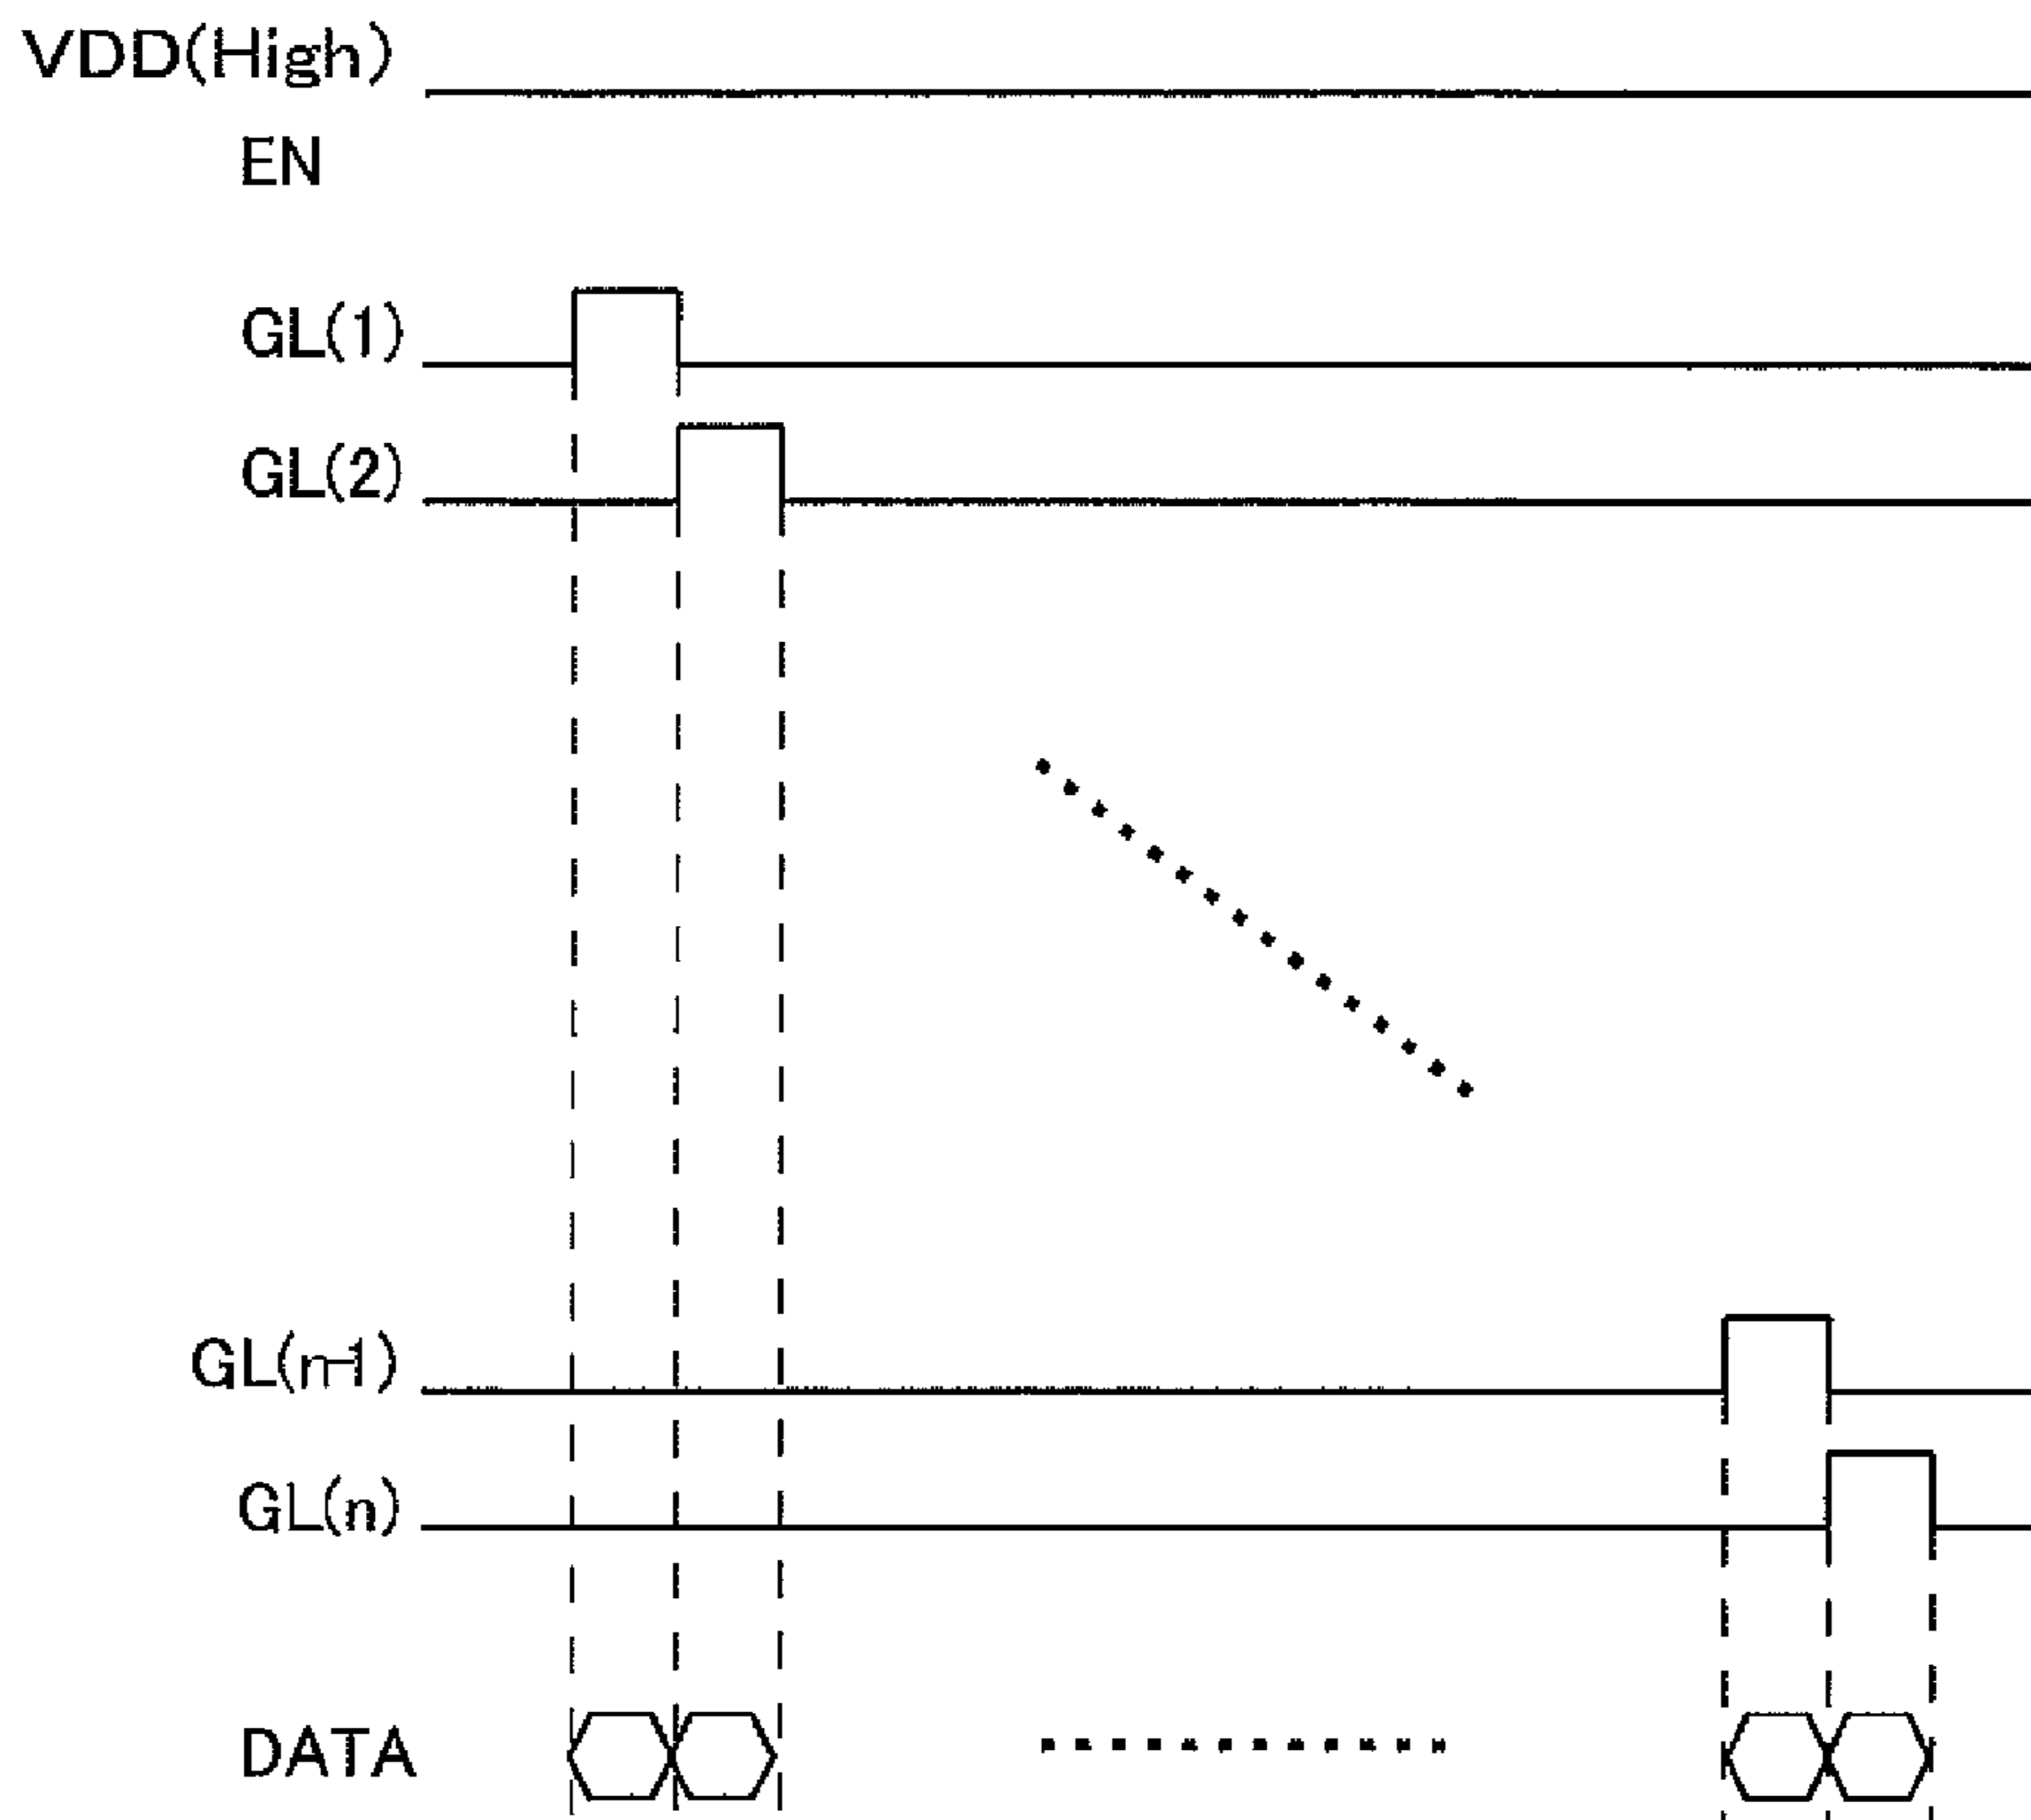 VDD(High)
EN
GL(1)
GL(2)
GL(n-1)
GL(n)
DATA